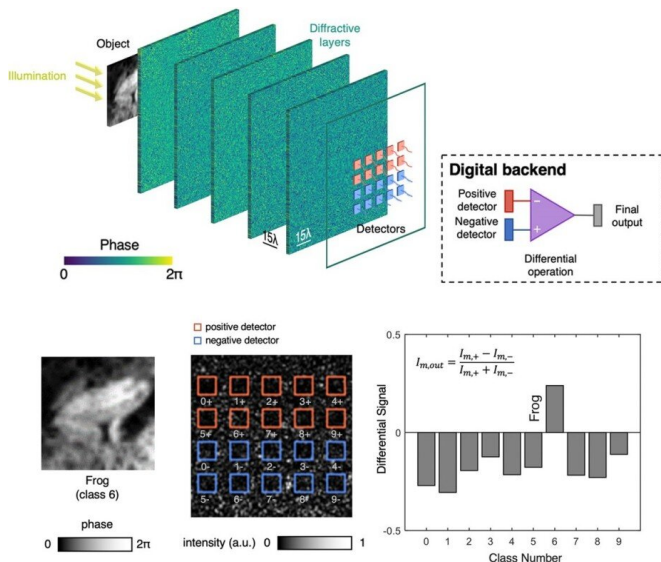 Object
Diffractive
layers
Illumination
Phase
0
2π
15λ
15λ
Detectors
Digital backend
Positive
detector
Negative
detector
−
+
Final
output
Differential
operation
positive detector
negative detector
0+ 1+ 2+ 3+ 4+
5+ 6+ 7+ 8+ 9+
0- 1- 2- 3- 4-
5- 6- 7- 8- 9-
Frog
(class 6)
phase
0 2π
intensity (a.u.) 0 1
0.5
0
-0.5
Differential Signal
I_{m,out} = \frac{I_{m,+} − I_{m,−}}{I_{m,+} + I_{m,−}}
Frog
0 1 2 3 4 5 6 7 8 9
Class Number